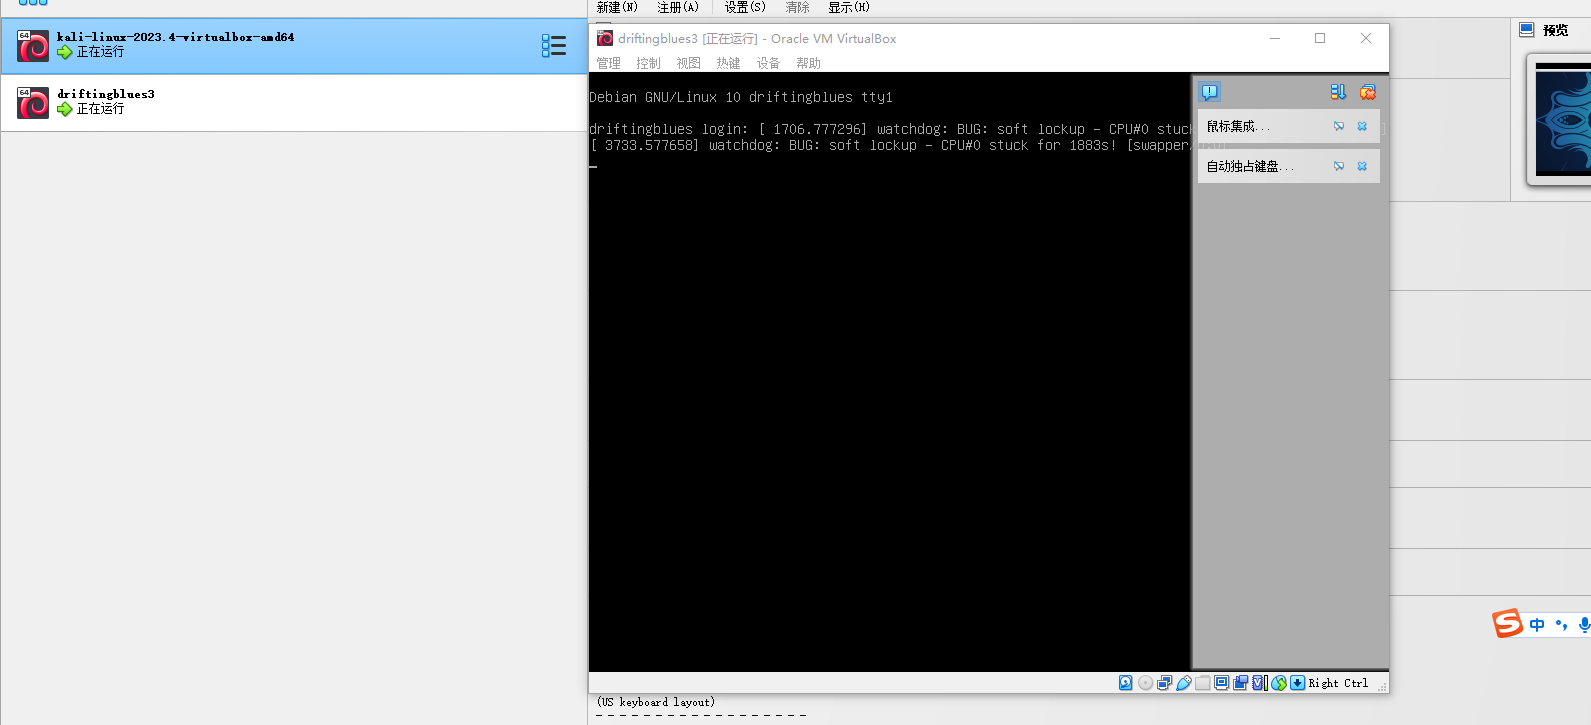 新建(N) 注册(A) 设置(S) 清除 显示(H)
64 kali-linux-2023.4-virtualbox-amd64
正在运行
64 driftingblues3
正在运行
driftingblues3 [正在运行] - Oracle VM VirtualBox
管理 控制 视图 热键 设备 帮助
Debian GNU/Linux 10 driftingblues tty1
driftingblues login: [ 1706.777296] watchdog: BUG: soft lockup - CPU#0 stuck
[ 3733.577658] watchdog: BUG: soft lockup - CPU#0 stuck for 1883s! [swapper/
鼠标集成...
自动独占键盘...
Right Ctrl
预览
中
(US keyboard layout)